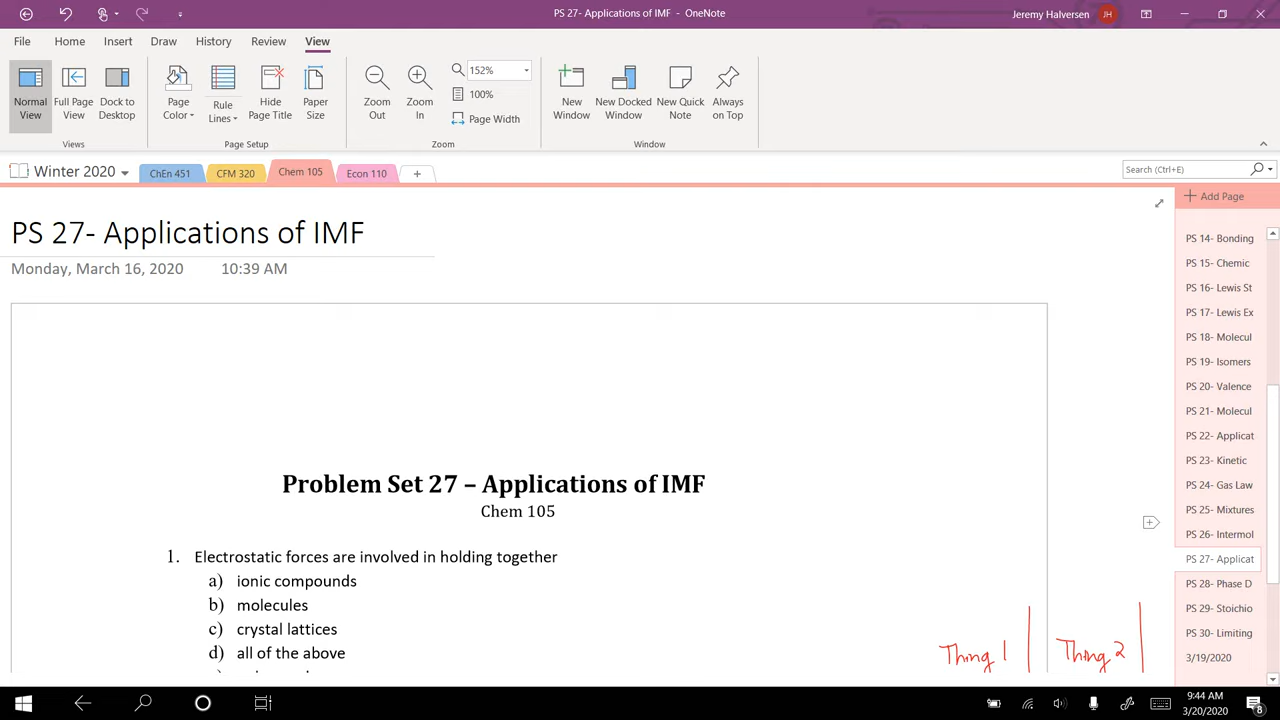 PS 27- Applications of IMF - OneNote
Jeremy Halversen JH
File Home Insert Draw History Review View
Normal View
Full Page View
Dock to Desktop
Page Color
Rule Lines
Hide Page Title
Paper Size
Zoom Out
Zoom In
152%
100%
Page Width
New Window
New Docked Window
New Quick Note
Always on Top
Views Page Setup Zoom Window
Winter 2020 ChEn 451 CFM 320 Chem 105 Econ 110 +
Search (Ctrl+E)
Add Page
PS 27- Applications of IMF
Monday, March 16, 2020 10:39 AM
Problem Set 27 – Applications of IMF
Chem 105
1. Electrostatic forces are involved in holding together
a) ionic compounds
b) molecules
c) crystal lattices
d) all of the above
Thing 1 Thing 2
PS 14- Bonding
PS 15- Chemic
PS 16- Lewis St
PS 17- Lewis Ex
PS 18- Molecul
PS 19- Isomers
PS 20- Valence
PS 21- Molecul
PS 22- Applicat
PS 23- Kinetic
PS 24- Gas Law
PS 25- Mixtures
PS 26- Intermol
PS 27- Applicat
PS 28- Phase D
PS 29- Stoichio
PS 30- Limiting
3/19/2020
9:44 AM
3/20/2020
8